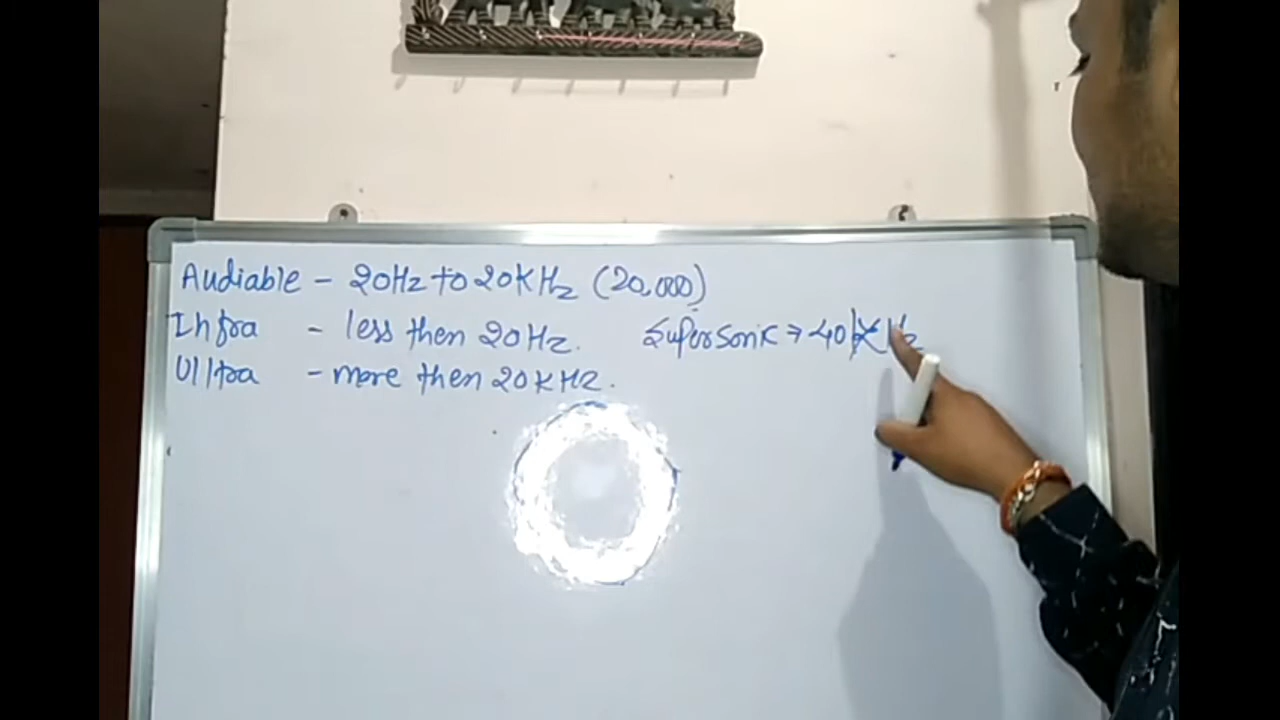 Audiable - 20Hz to 20KHz (20,000)
Infra - less then 20Hz. Supersonic → 40KHz
Ultra - more then 20KHZ.